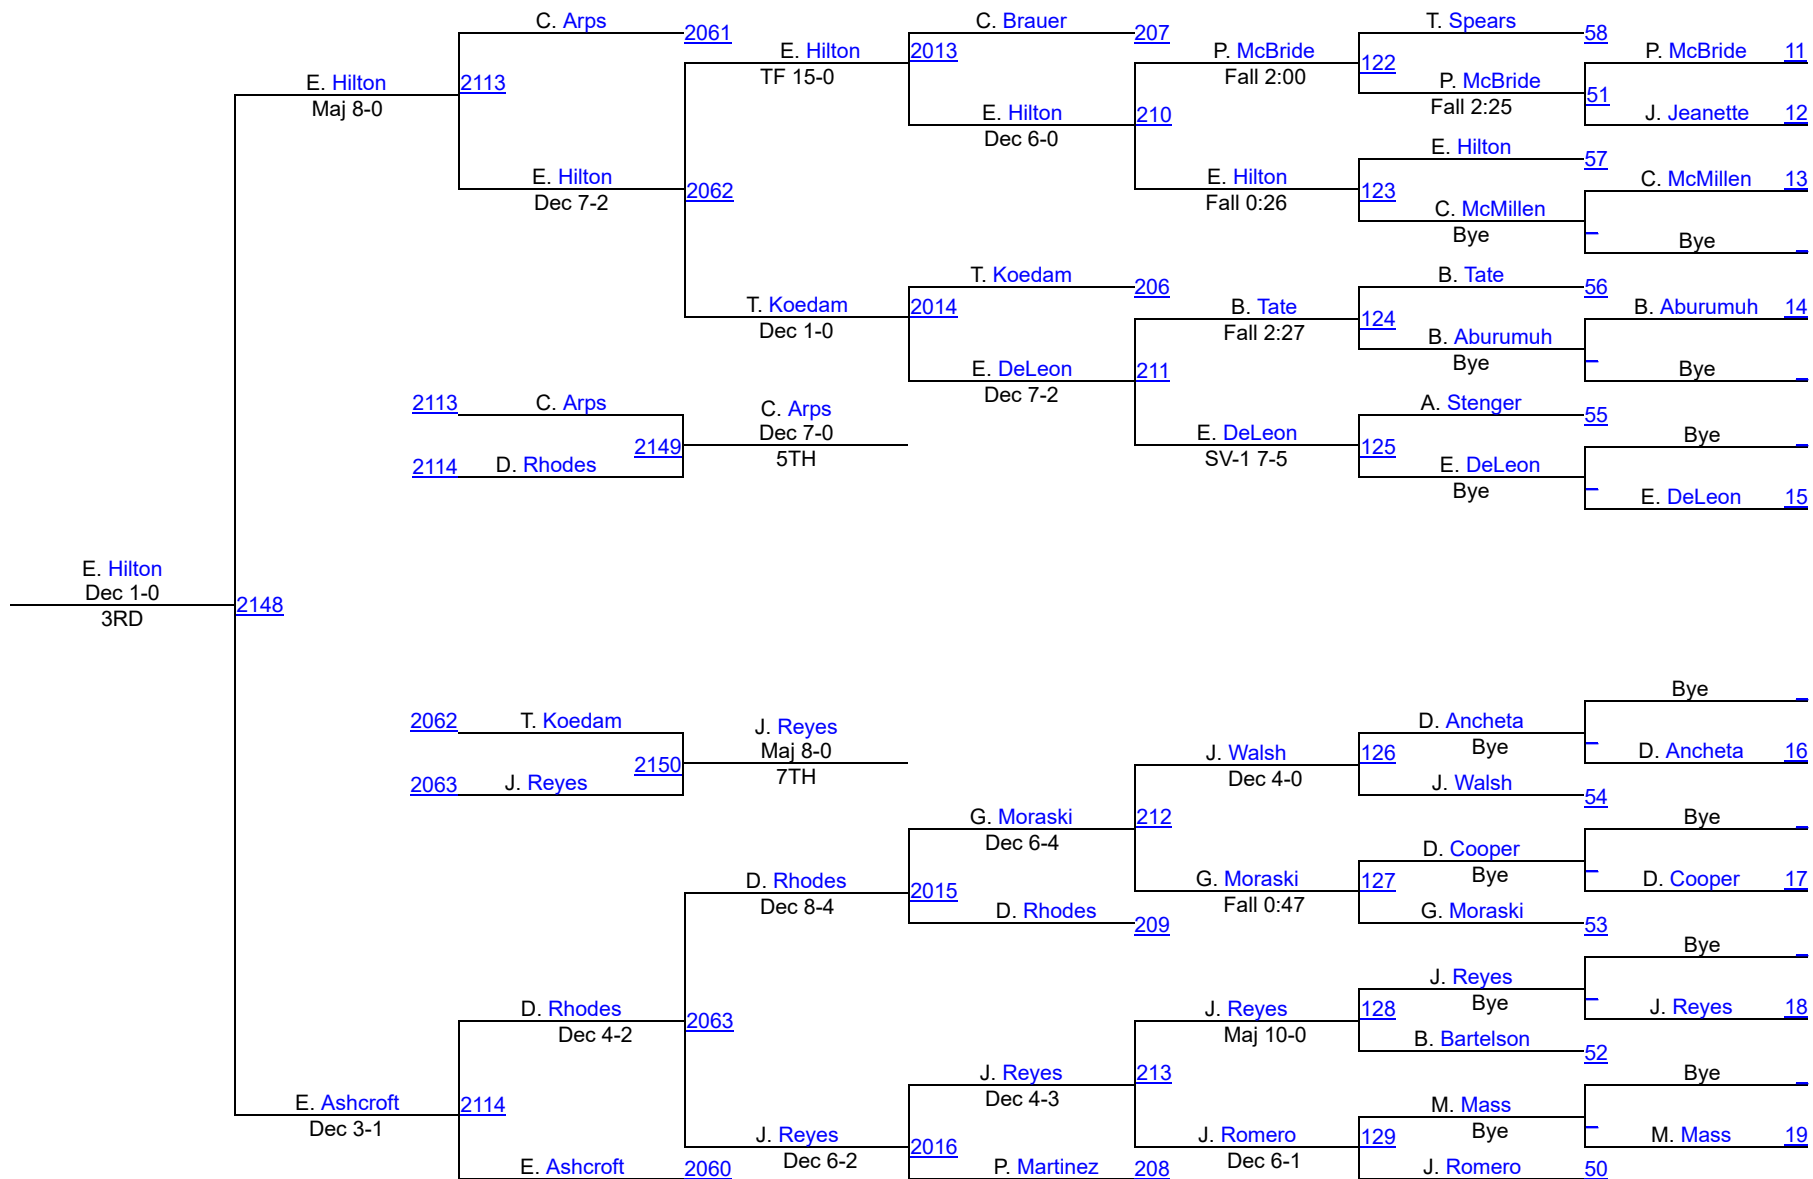 C. Arps
2061
C. Brauer
207
T. Spears
58
E. Hilton
TF 15-0
2013
P. McBride
Fall 2:00
122
P. McBride
11
E. Hilton
Maj 8-0
2113
P. McBride
Fall 2:25
51
E. Hilton
Dec 6-0
210
J. Jeanette
12
E. Hilton
57
E. Hilton
Dec 7-2
2062
E. Hilton
Fall 0:26
123
C. McMillen
13
C. McMillen
Bye
Bye
T. Koedam
206
B. Tate
56
T. Koedam
Dec 1-0
2014
B. Tate
Fall 2:27
124
B. Aburumuh
14
B. Aburumuh
Bye
Bye
E. DeLeon
Dec 7-2
211
2113
C. Arps
C. Arps
Dec 7-0
5TH
A. Stenger
55
2149
2114
D. Rhodes
E. DeLeon
SV-1 7-5
125
Bye
E. DeLeon
Bye
E. DeLeon
15
E. Hilton
Dec 1-0
3RD
2148
Bye
2062
T. Koedam
J. Reyes
Maj 8-0
7TH
D. Ancheta
Bye
2150
2063
J. Reyes
J. Walsh
Dec 4-0
126
D. Ancheta
16
J. Walsh
54
G. Moraski
Dec 6-4
212
Bye
D. Cooper
Bye
D. Rhodes
Dec 8-4
2015
G. Moraski
Fall 0:47
127
D. Cooper
17
D. Rhodes
209
G. Moraski
53
Bye
J. Reyes
Bye
D. Rhodes
Dec 4-2
2063
J. Reyes
Maj 10-0
128
J. Reyes
18
B. Bartelson
52
J. Reyes
Dec 4-3
213
Bye
E. Ashcroft
Dec 3-1
2114
M. Mass
Bye
J. Reyes
Dec 6-2
2016
J. Romero
Dec 6-1
129
M. Mass
19
E. Ashcroft
2060
P. Martinez
208
J. Romero
50